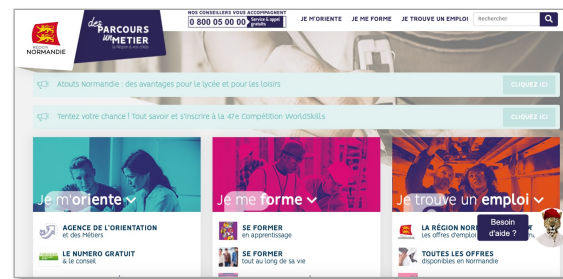 NOS CONSEILLERS VOUS ACCOMPAGNENT
0 800 05 00 00 Service & appel gratuits
JE M'ORIENTE JE ME FORME JE TROUVE UN EMPLOI Rechercher
des PARCOURS
un METIER
la Région à vos côtés
RÉGION
NORMANDIE
Atouts Normandie : des avantages pour le lycée et pour les loisirs
CLIQUEZ ICI
Tentez votre chance ! Tout savoir et s'inscrire à la 47e Compétition WorldSkills
CLIQUEZ ICI
Je m'oriente
Je me forme
Je trouve un emploi
AGENCE DE L'ORIENTATION
et des Métiers
LE NUMERO GRATUIT
& le conseil
SE FORMER
en apprentissage
SE FORMER
tout au long de sa vie
LA RÉGION NOR
Les offres d'emploi
TOUTES LES OFFRES
disponibles en Normandie
Besoin
d'aide ?